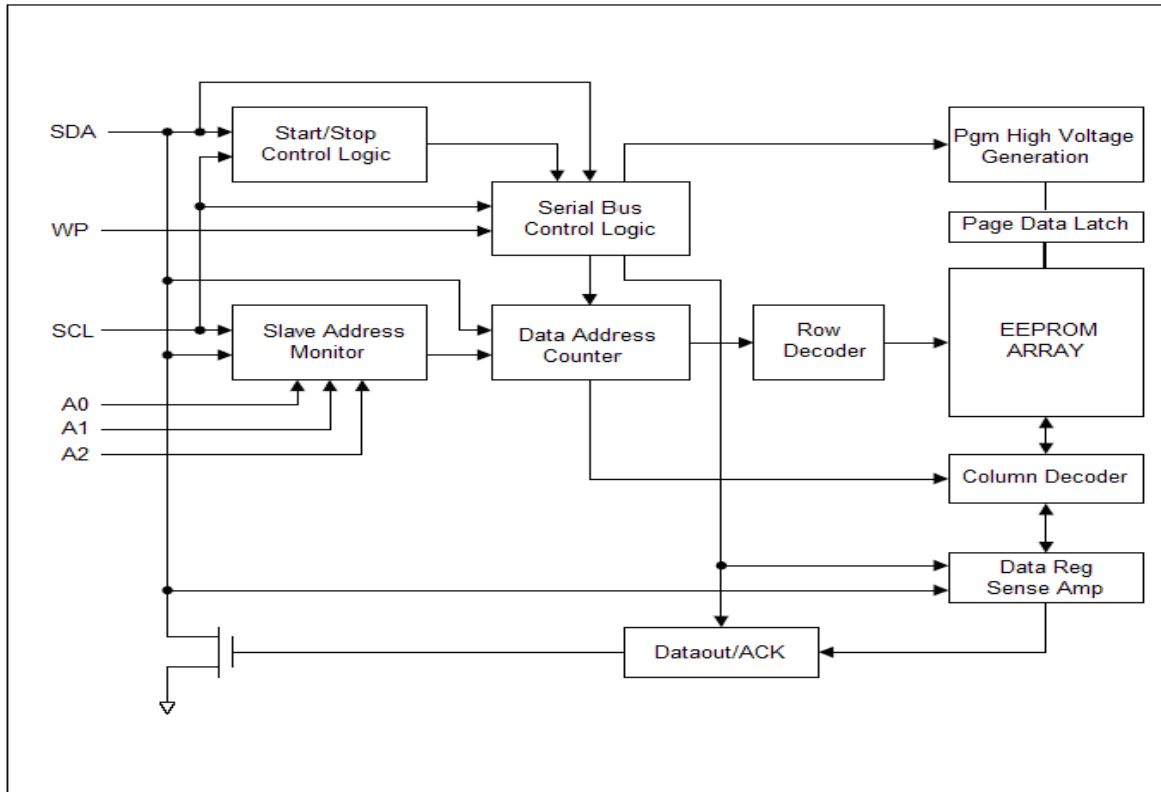 SDA
Start/Stop
Control Logic
Pgm High Voltage
Generation
Serial Bus
Control Logic
WP
Page Data Latch
SCL
Slave Address
Monitor
Data Address
Counter
Row
Decoder
EEPROM
ARRAY
A0
A1
A2
Column Decoder
Data Reg
Sense Amp
Dataout/ACK